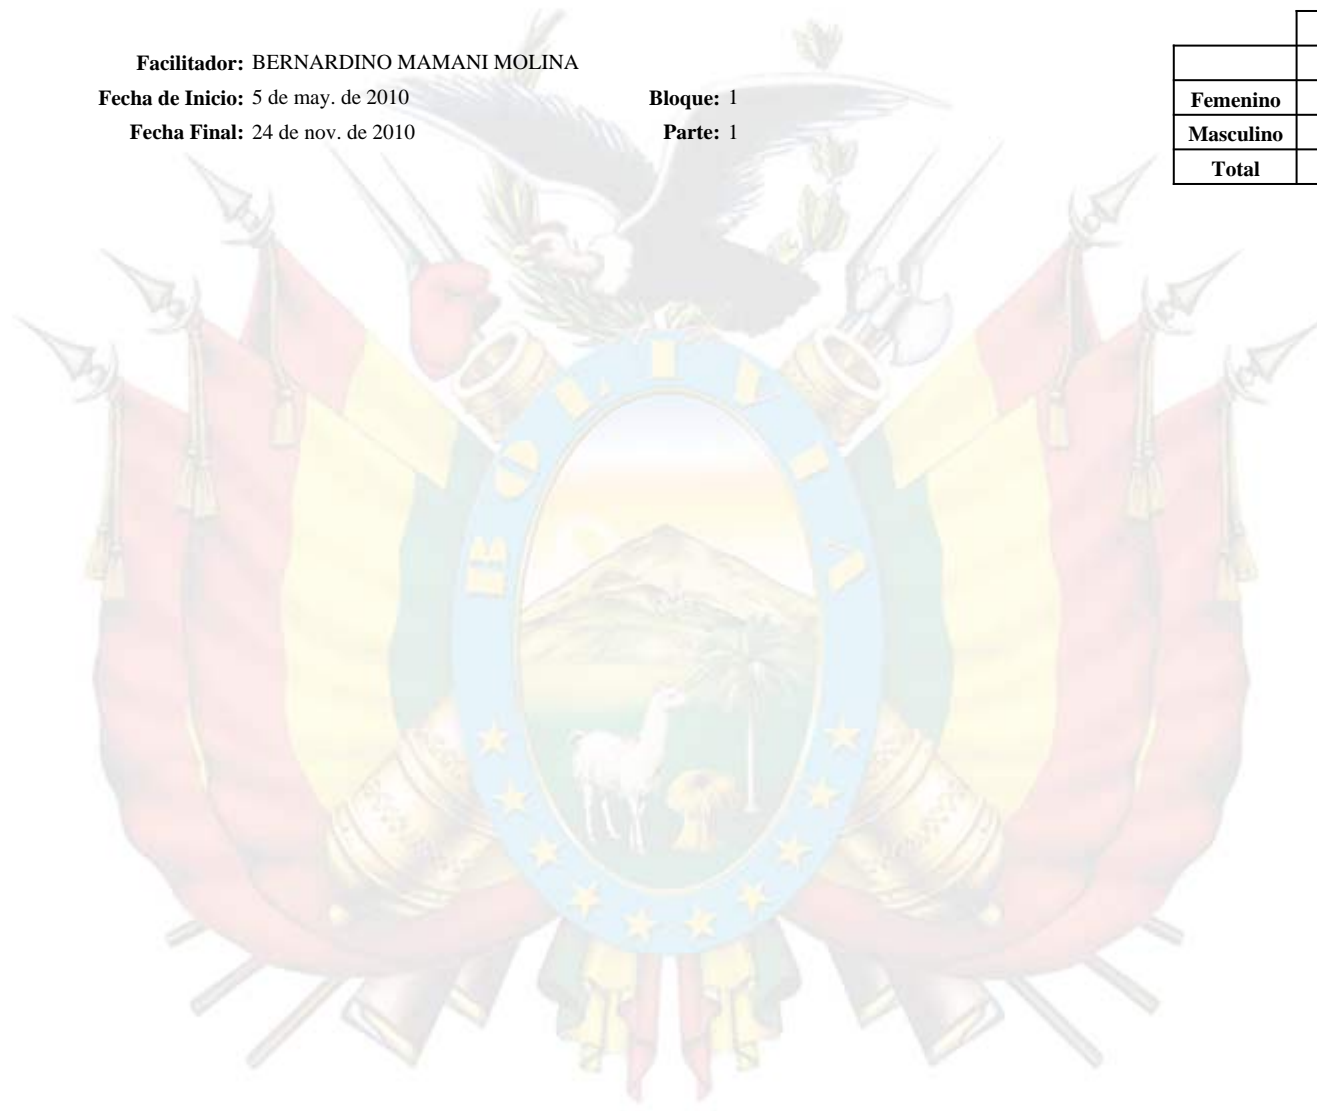 Facilitador: BERNARDINO MAMANI MOLINA
Fecha de Inicio: 5 de may. de 2010 Bloque: 1
Fecha Final: 24 de nov. de 2010 Parte: 1
Femenino
Masculino
Total
BOLIVIA